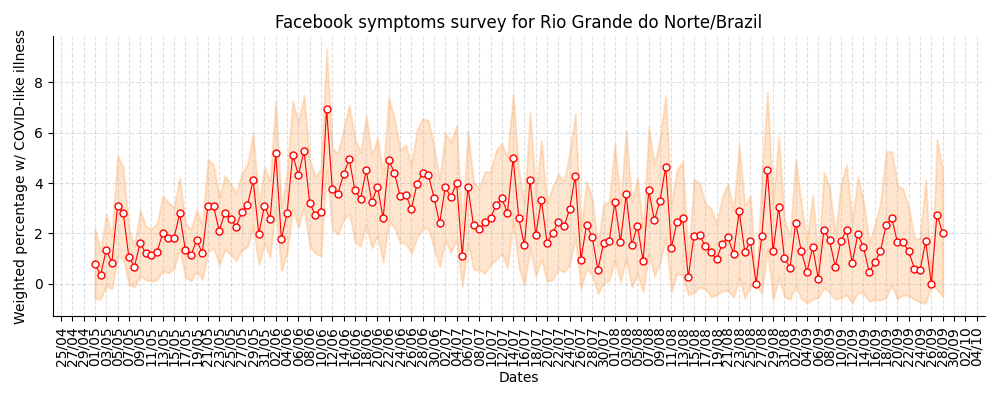 Facebook symptoms survey for Rio Grande do Norte/Brazil
Weighted percentage w/ COVID-like illness
8
6
4
2
0
25/04 27/04 29/04 01/05 03/05 05/05 07/05 09/05 11/05 13/05 15/05 17/05 19/05 21/05 23/05 25/05 27/05 29/05 31/05 02/06 04/06 06/06 08/06 10/06 12/06 14/06 16/06 18/06 20/06 22/06 24/06 26/06 28/06 30/06 02/07 04/07 06/07 08/07 10/07 12/07 14/07 16/07 18/07 20/07 22/07 24/07 26/07 28/07 30/07 01/08 03/08 05/08 07/08 09/08 11/08 13/08 15/08 17/08 19/08 21/08 23/08 25/08 27/08 29/08 31/08 02/09 04/09 06/09 08/09 10/09 12/09 14/09 16/09 18/09 20/09 22/09 24/09 26/09 28/09 30/09 02/10 04/10
Dates